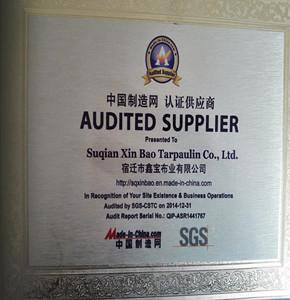 Audited Supplier
中国制造网 认证供应商
AUDITED SUPPLIER
Presented To
Suqian Xin Bao Tarpaulin Co., Ltd.
宿迁市鑫宝布业有限公司
http://sqxinbao.en.made-in-china.com
In Recognition of Your Site Existence & Business Operations
Audited by SGS-CSTC on 2014-12-31
Audit Report Serial No.: QIP-ASR1441767
Made-in-China.com
中国制造网
SGS